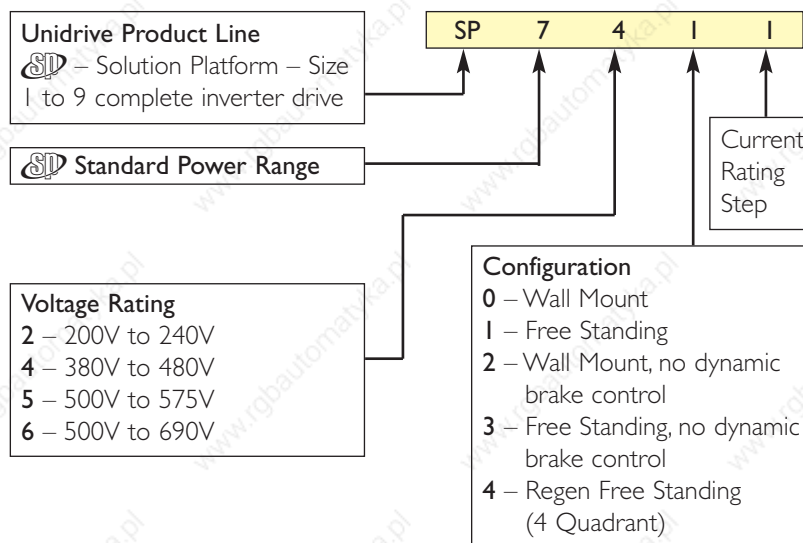 Unidrive Product Line
SP – Solution Platform – Size
1 to 9 complete inverter drive
SP 7 4 1 1
SP Standard Power Range
Current
Rating
Step
Voltage Rating
2 – 200V to 240V
4 – 380V to 480V
5 – 500V to 575V
6 – 500V to 690V
Configuration
0 – Wall Mount
1 – Free Standing
2 – Wall Mount, no dynamic
brake control
3 – Free Standing, no dynamic
brake control
4 – Regen Free Standing
(4 Quadrant)
www.rgbautomatyka.pl